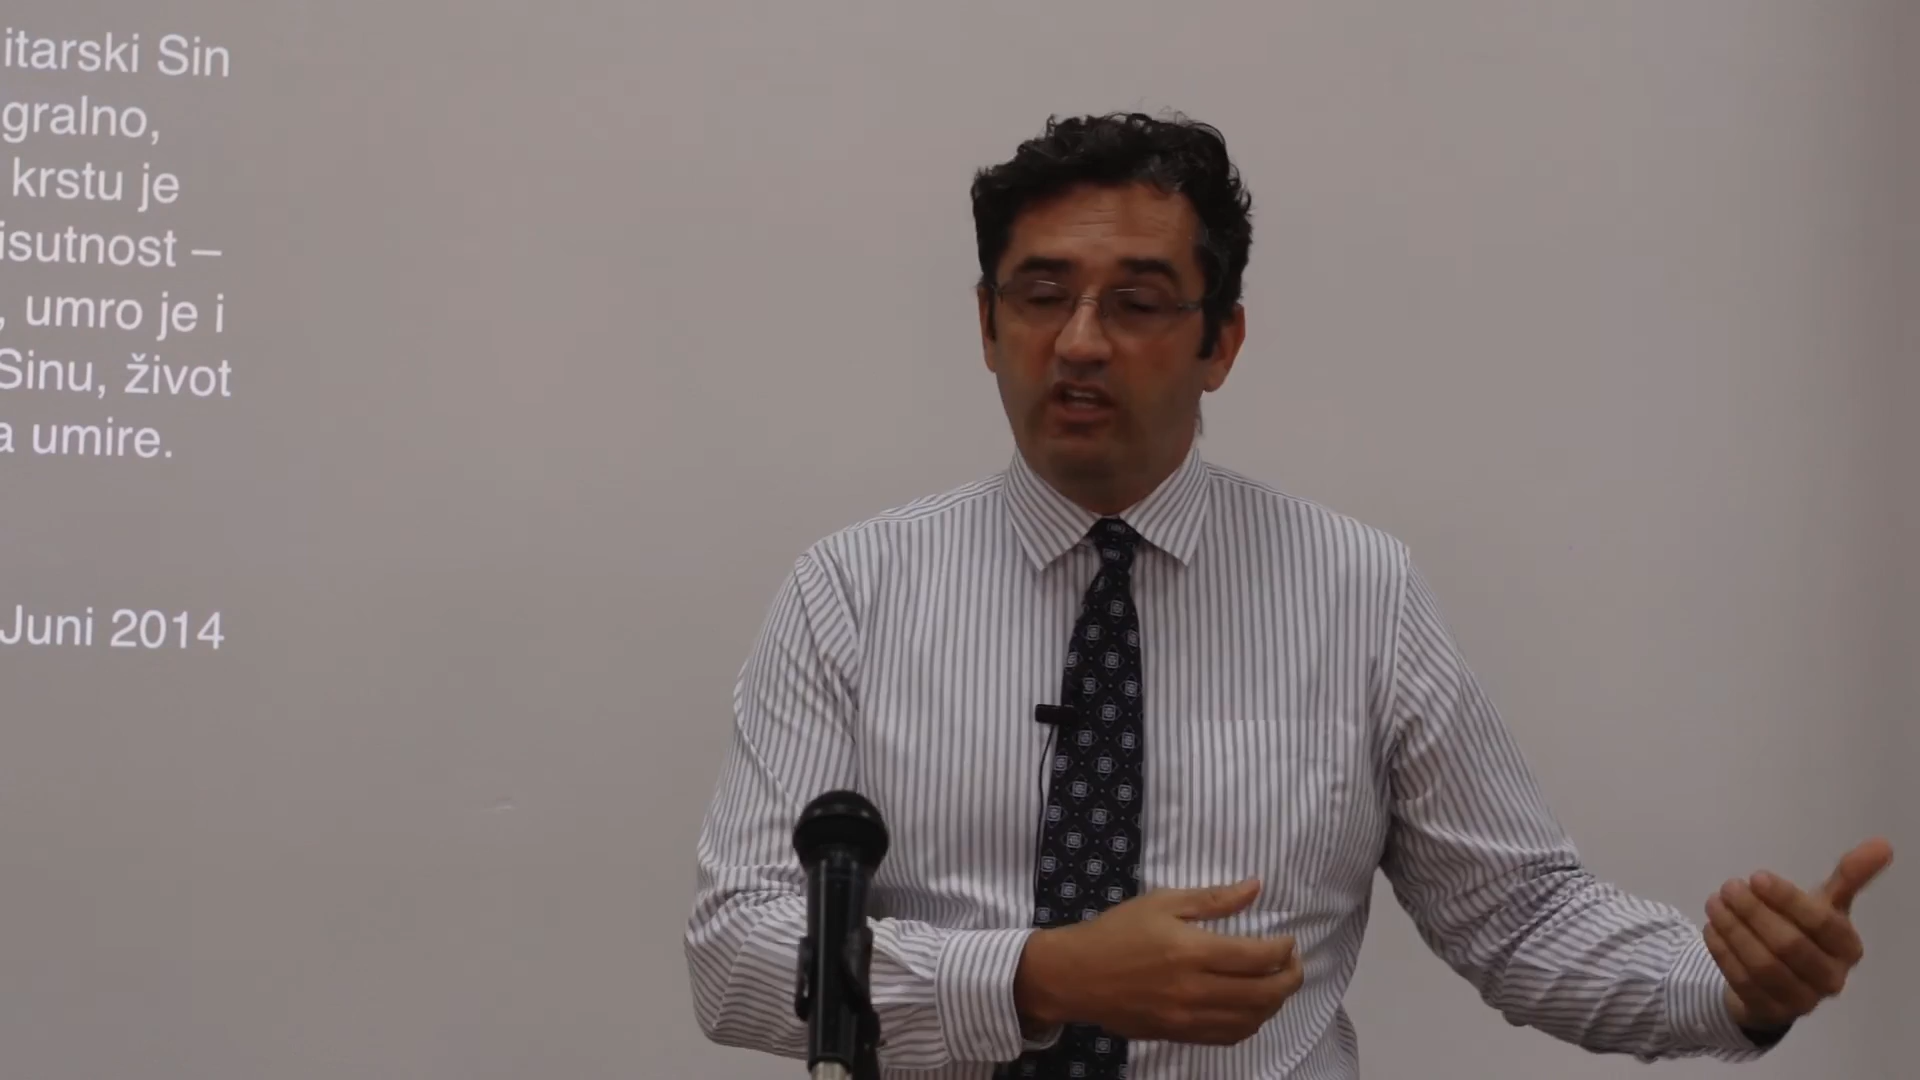 itarski Sin
gralno,
krstu je
isutnost –
, umro je i
Sinu, život
a umire.
Juni 2014